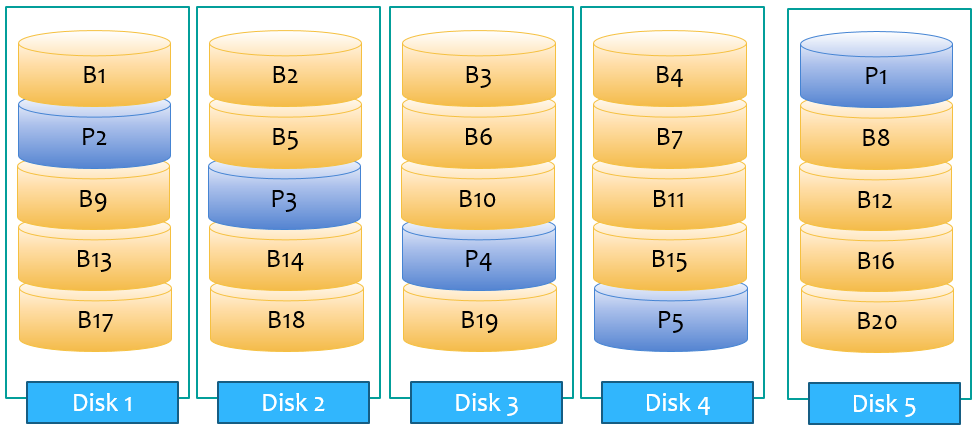 B1 B2 B3 B4 P1
P2 B5 B6 B7 B8
B9 P3 B10 B11 B12
B13 B14 P4 B15 B16
B17 B18 B19 P5 B20
Disk 1 Disk 2 Disk 3 Disk 4 Disk 5